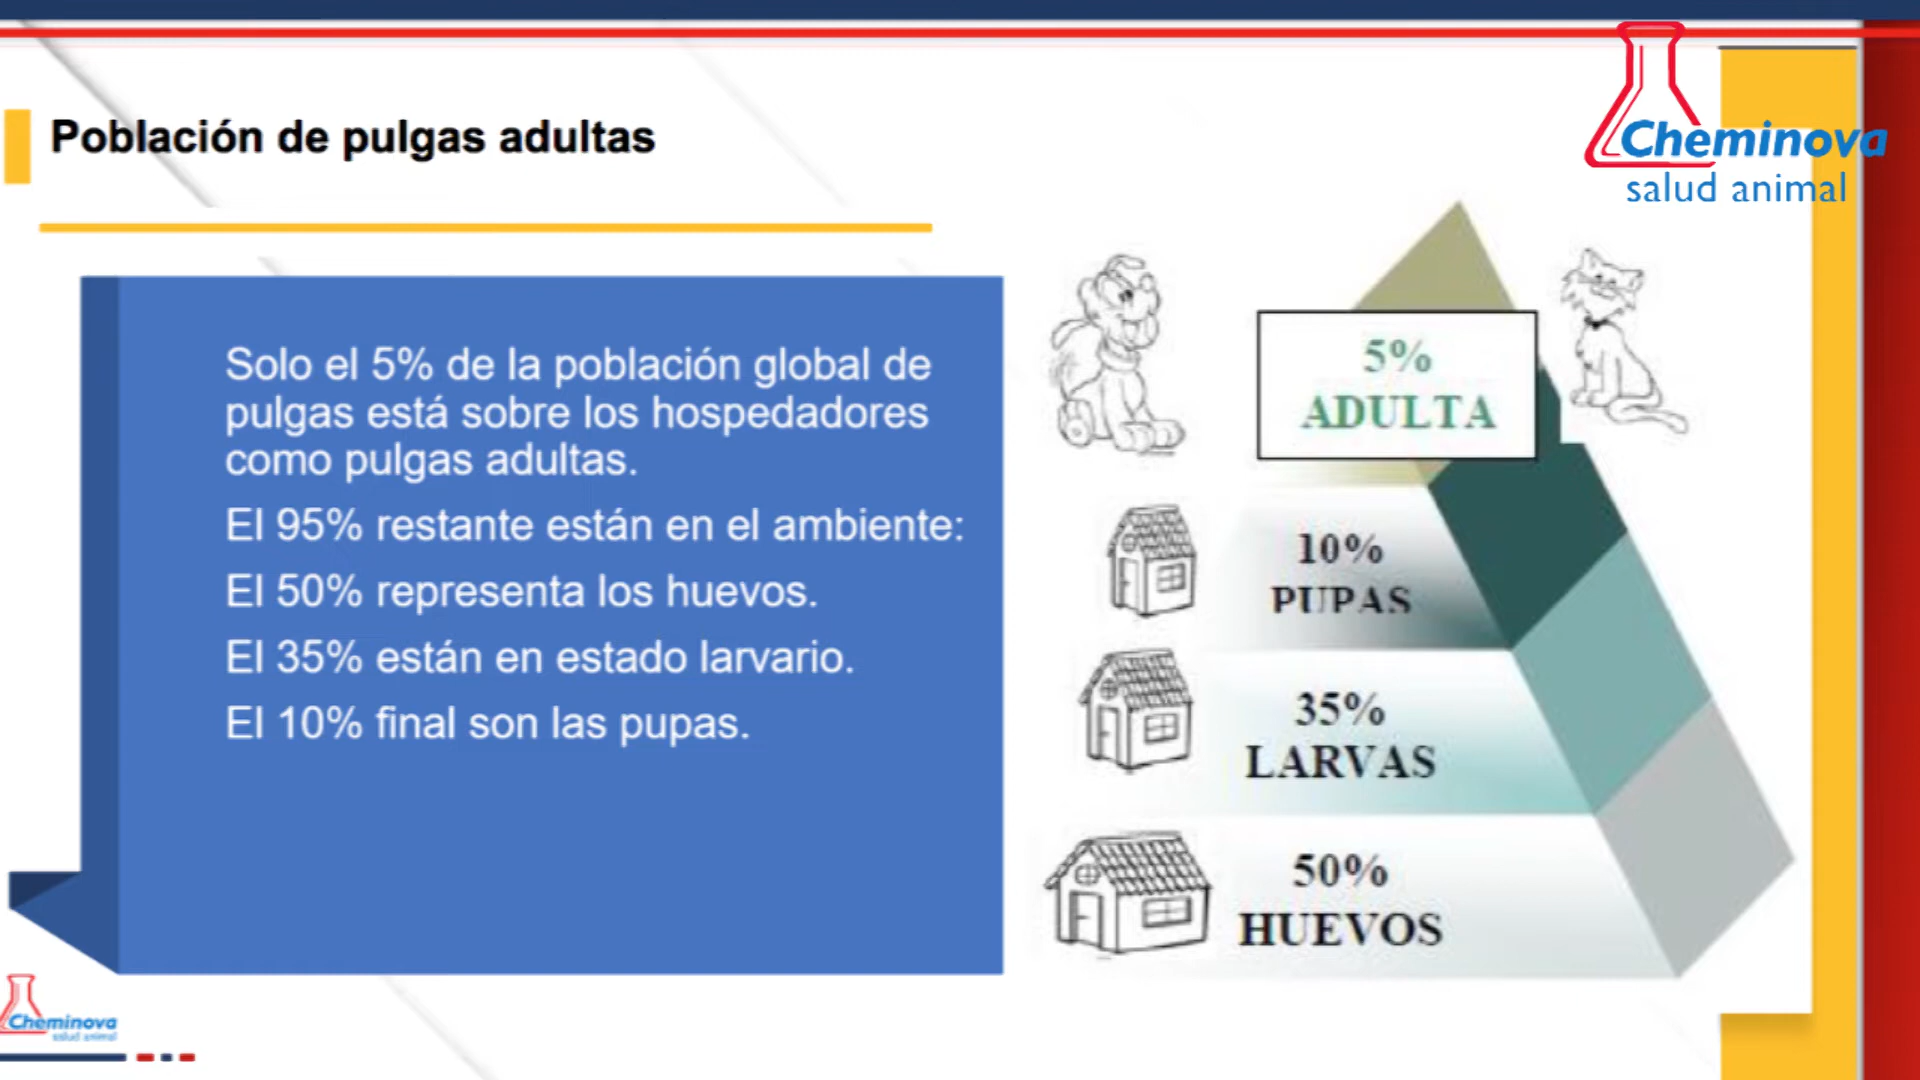 Cheminova
salud animal
Población de pulgas adultas
Solo el 5% de la población global de
pulgas está sobre los hospedadores
como pulgas adultas.
El 95% restante están en el ambiente:
El 50% representa los huevos.
El 35% están en estado larvario.
El 10% final son las pupas.
5%
ADULTA
10%
PUPAS
35%
LARVAS
50%
HUEVOS
Cheminova
salud animal